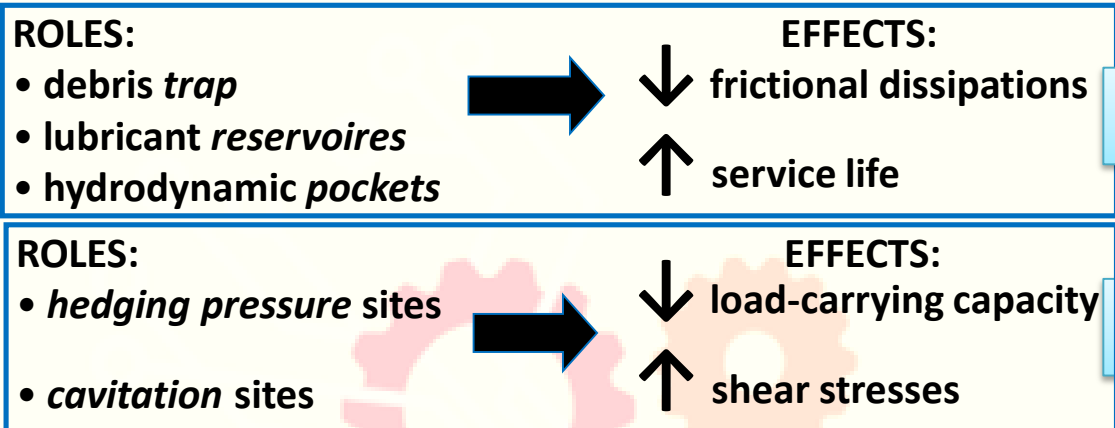 ROLES:
• debris trap
• lubricant reservoires
• hydrodynamic pockets
EFFECTS:
↓ frictional dissipations
↑ service life
ROLES:
• hedging pressure sites
• cavitation sites
EFFECTS:
↓ load-carrying capacity
↑ shear stresses